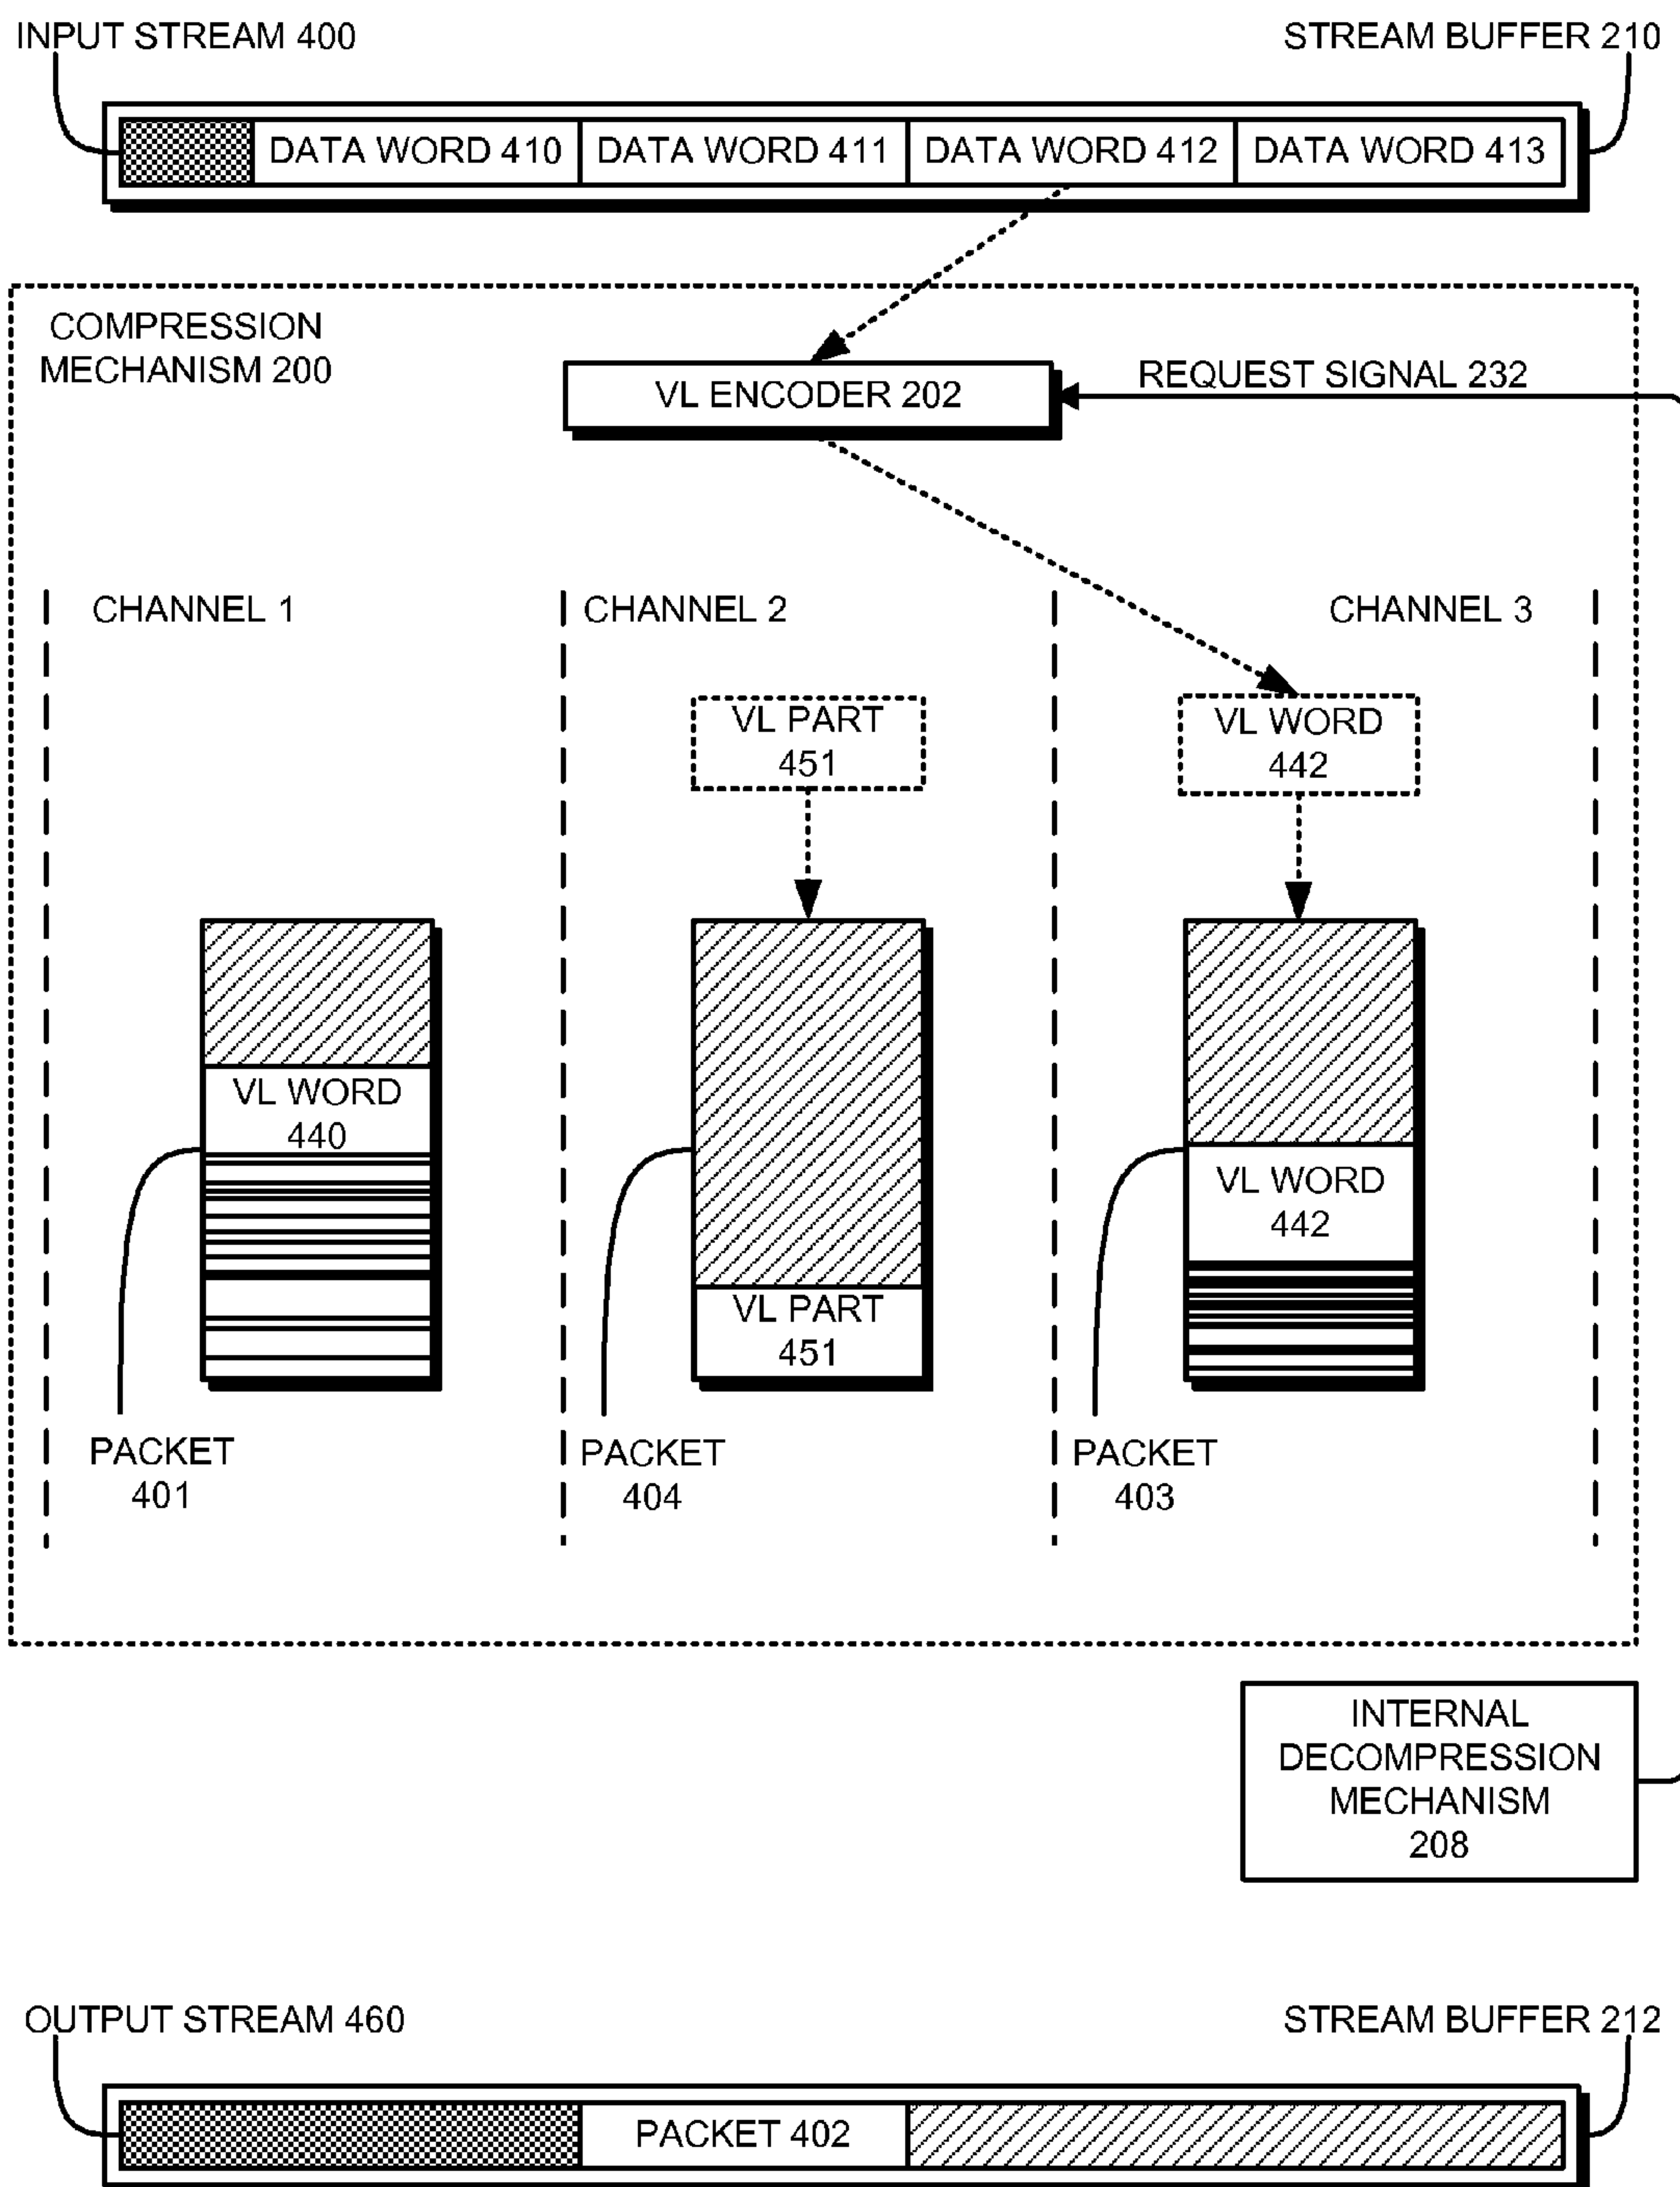 INPUT STREAM 400
STREAM BUFFER 210
DATA WORD 410
DATA WORD 411
DATA WORD 412
DATA WORD 413
COMPRESSION
MECHANISM 200
VL ENCODER 202
REQUEST SIGNAL 232
CHANNEL 1
CHANNEL 2
CHANNEL 3
VL PART
451
VL WORD
442
VL WORD
440
VL PART
451
VL WORD
442
PACKET
401
PACKET
404
PACKET
403
INTERNAL
DECOMPRESSION
MECHANISM
208
OUTPUT STREAM 460
STREAM BUFFER 212
PACKET 402